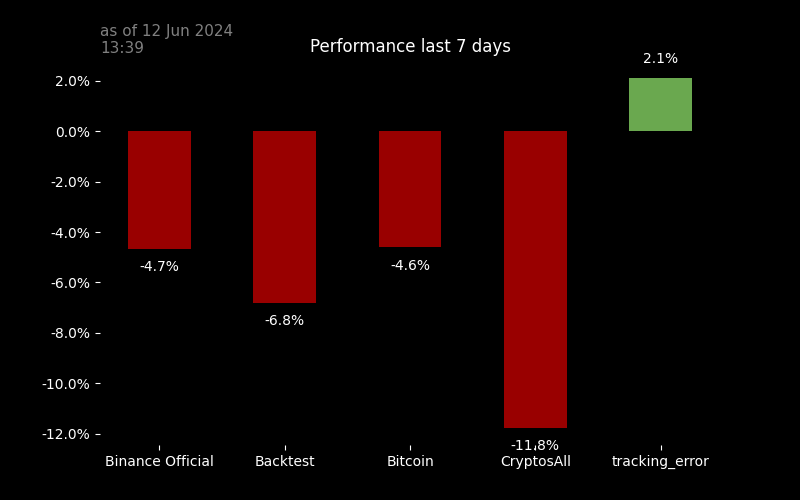 as of 12 Jun 2024
13:39
Performance last 7 days
2.1%
2.0%
0.0%
-2.0%
-4.0%
-6.0%
-8.0%
-10.0%
-12.0%
-4.7%
-6.8%
-4.6%
-11.8%
Binance Official
Backtest
Bitcoin
CryptosAll
tracking_error